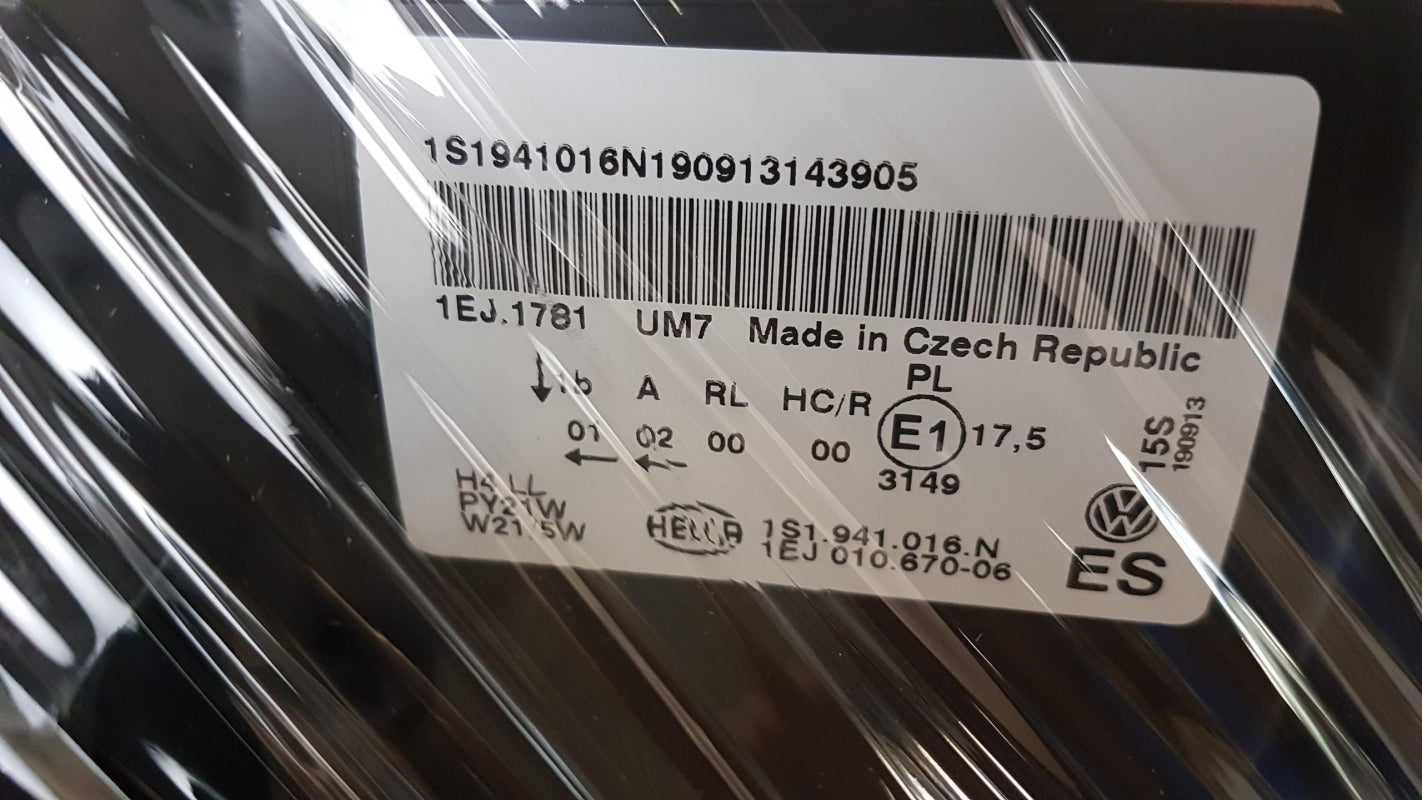 1S1941016N190913143905
1EJ.1781 UM7 Made in Czech Republic
1b A RL HC/R PL
01 02 00 00 E1 17,5
3149
15S
190913
H4 LL
PY21W
W21/5W
HELLA
1S1.941.016.N
1EJ 010.670-06
ES